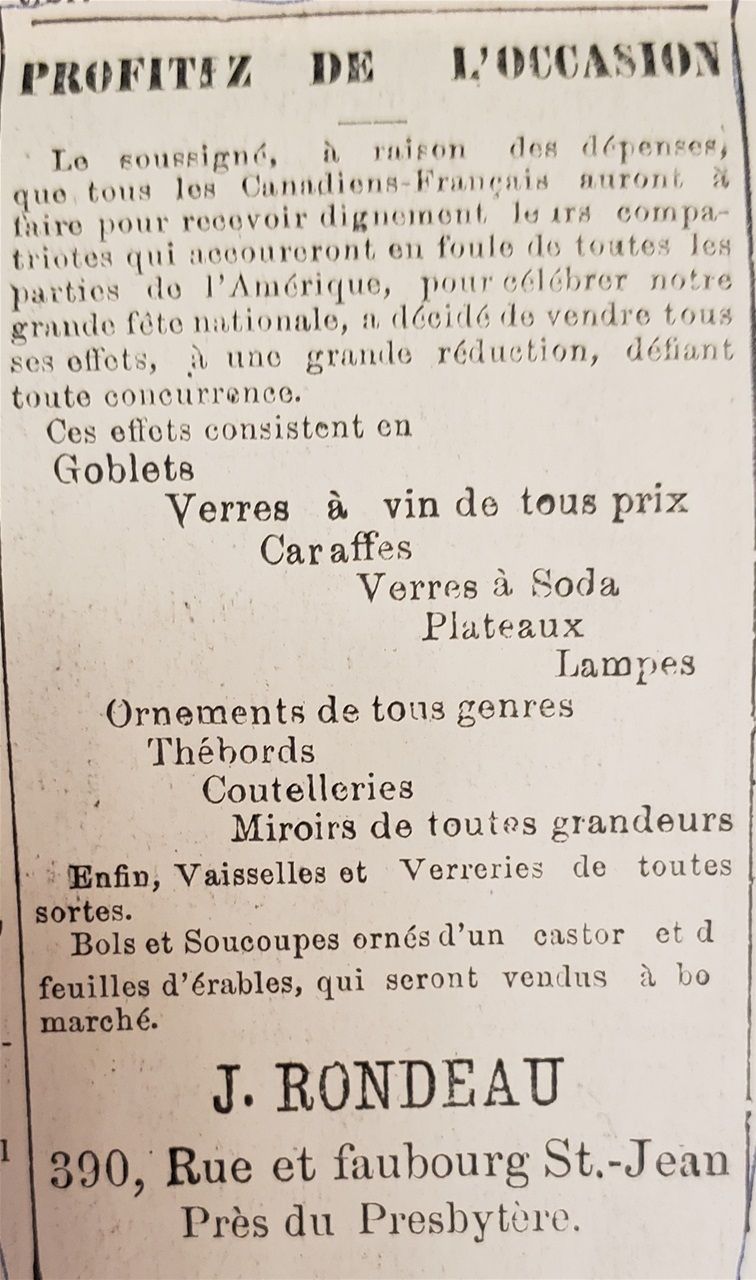 PROFITEZ DE L'OCCASION
Le soussigné, à raison des dépenses,
que tous les Canadiens-Français auront à
faire pour recevoir dignement leurs compa-
triotes qui accoureront en foule de toutes les
parties de l'Amérique, pour célébrer notre
grande fête nationale, a décidé de vendre tous
ses effets, à une grande réduction, défiant
toute concurrence.
Ces effets consistent en
Goblets
Verres à vin de tous prix
Caraffes
Verres à Soda
Plateaux
Lampes
Ornements de tous genres
Thébords
Coutelleries
Miroirs de toutes grandeurs
Enfin, Vaisselles et Verreries de toutes
sortes.
Bols et Soucoupes ornés d'un castor et d
feuilles d'érables, qui seront vendus à bo
marché.
J. RONDEAU
390, Rue et faubourg St.-Jean
Près du Presbytère.